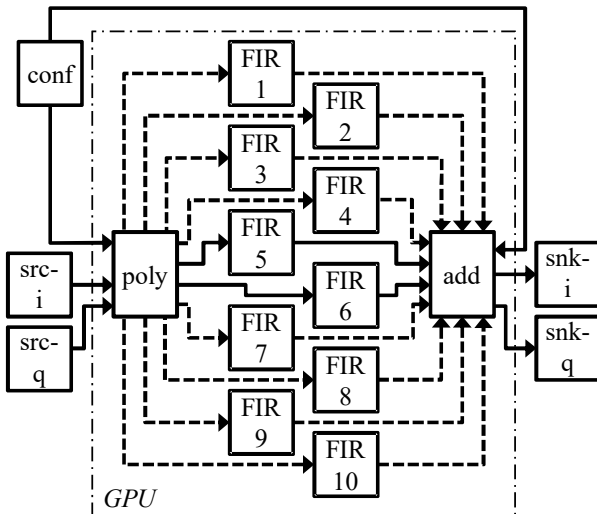 conf
FIR
1
FIR
2
FIR
3
FIR
4
FIR
5
FIR
6
FIR
7
FIR
8
FIR
9
FIR
10
src-
i
src-
q
poly
add
snk-
i
snk-
q
GPU